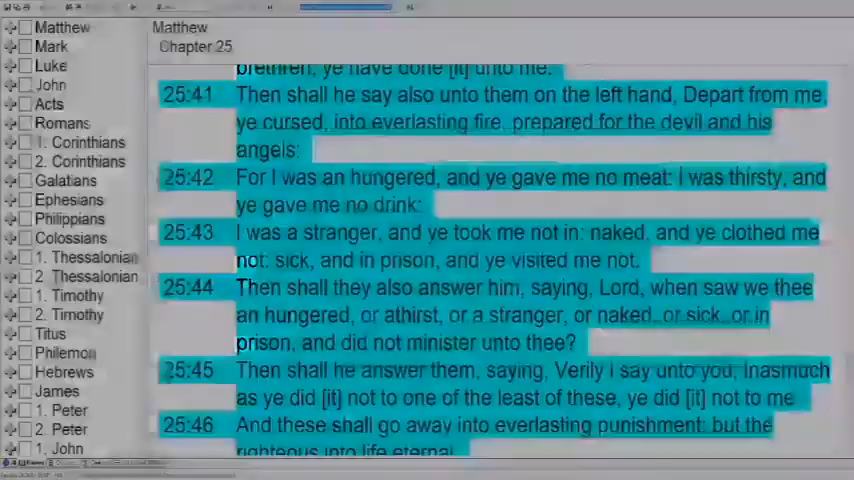 Matthew
Mark
Luke
John
Acts
Romans
1. Corinthians
2. Corinthians
Galatians
Ephesians
Philippians
Colossians
1. Thessalonian
2 Thessalonian
1. Timothy
2. Timothy
Titus
Philemon
Hebrews
James
1. Peter
2. Peter
1. John
Matthew
Chapter 25
brethren, ye have done [it] unto me.
25:41 Then shall he say also unto them on the left hand, Depart from me,
ye cursed, into everlasting fire, prepared for the devil and his
angels:
25:42 For I was an hungered, and ye gave me no meat: I was thirsty, and
ye gave me no drink:
25:43 I was a stranger, and ye took me not in: naked, and ye clothed me
not: sick, and in prison, and ye visited me not.
25:44 Then shall they also answer him, saying, Lord, when saw we thee
an hungered, or athirst, or a stranger, or naked, or sick, or in
prison, and did not minister unto thee?
25:45 Then shall he answer them, saying, Verily I say unto you, Inasmuch
as ye did [it] not to one of the least of these, ye did [it] not to me
25:46 And these shall go away into everlasting punishment: but the
righteous into life eternal.